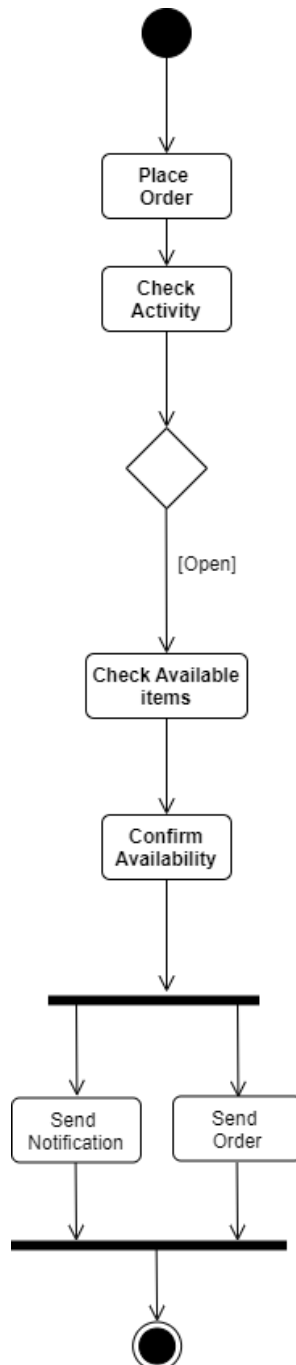 Place
Order
Check
Activity
[Open]
Check Available
items
Confirm
Availability
Send
Notification
Send
Order